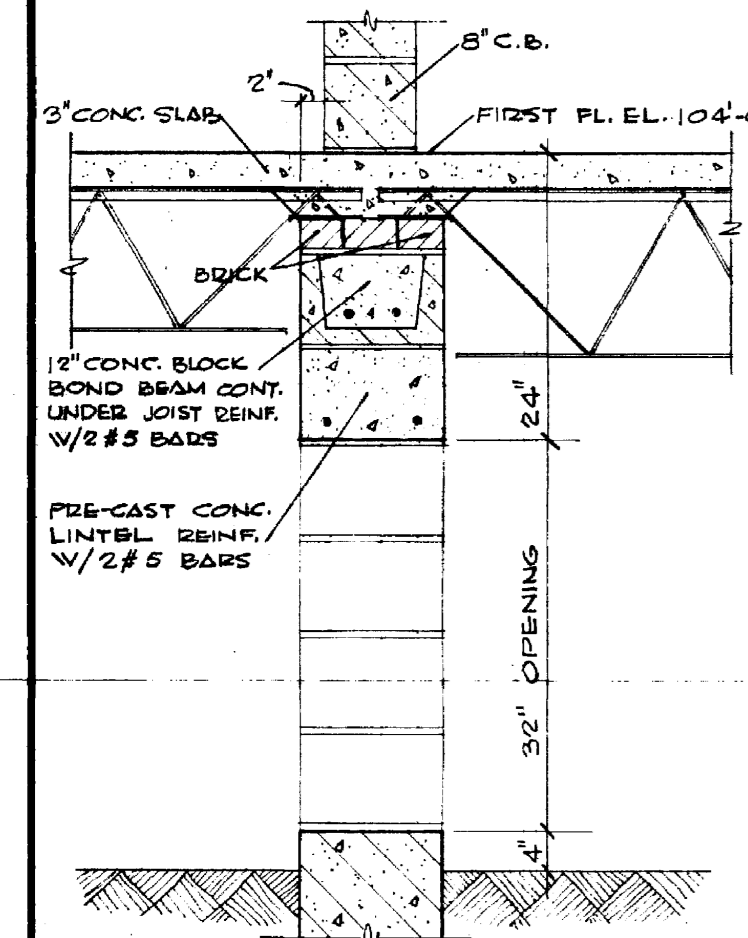 8" C.B.
2"
3" CONC. SLAB
FIRST FL. EL. 104'-
BRICK
12" CONC. BLOCK
BOND BEAM CONT.
UNDER JOIST REINF.
W/2 #5 BARS
24"
PRE-CAST CONC.
LINTEL REINF.
W/2 #5 BARS
32" OPENING
4"